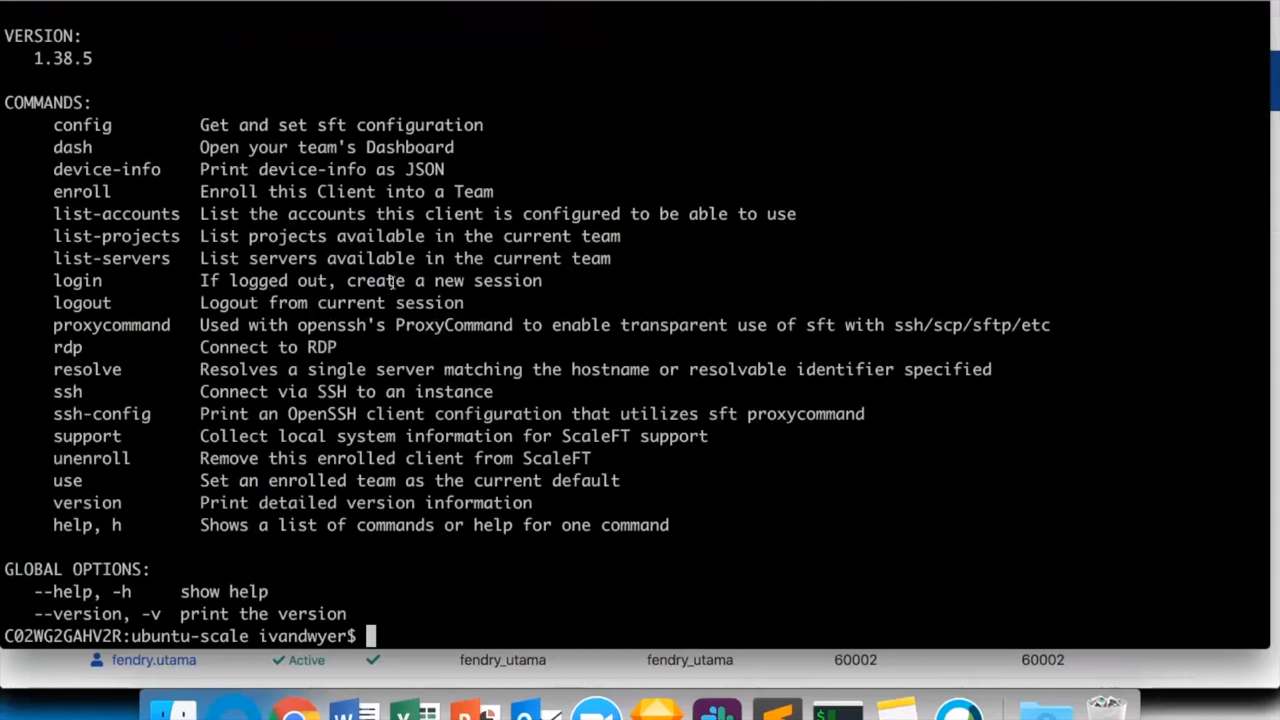 VERSION:
1.38.5
COMMANDS:
config Get and set sft configuration
dash Open your team's Dashboard
device-info Print device-info as JSON
enroll Enroll this Client into a Team
list-accounts List the accounts this client is configured to be able to use
list-projects List projects available in the current team
list-servers List servers available in the current team
login If logged out, create a new session
logout Logout from current session
proxycommand Used with openssh's ProxyCommand to enable transparent use of sft with ssh/scp/sftp/etc
rdp Connect to RDP
resolve Resolves a single server matching the hostname or resolvable identifier specified
ssh Connect via SSH to an instance
ssh-config Print an OpenSSH client configuration that utilizes sft proxycommand
support Collect local system information for ScaleFT support
unenroll Remove this enrolled client from ScaleFT
use Set an enrolled team as the current default
version Print detailed version information
help, h Shows a list of commands or help for one command
GLOBAL OPTIONS:
--help, -h show help
--version, -v print the version
C02WG2GAHV2R:ubuntu-scale ivandwyer$
fendry.utama Active fendry_utama fendry_utama 60002 60002